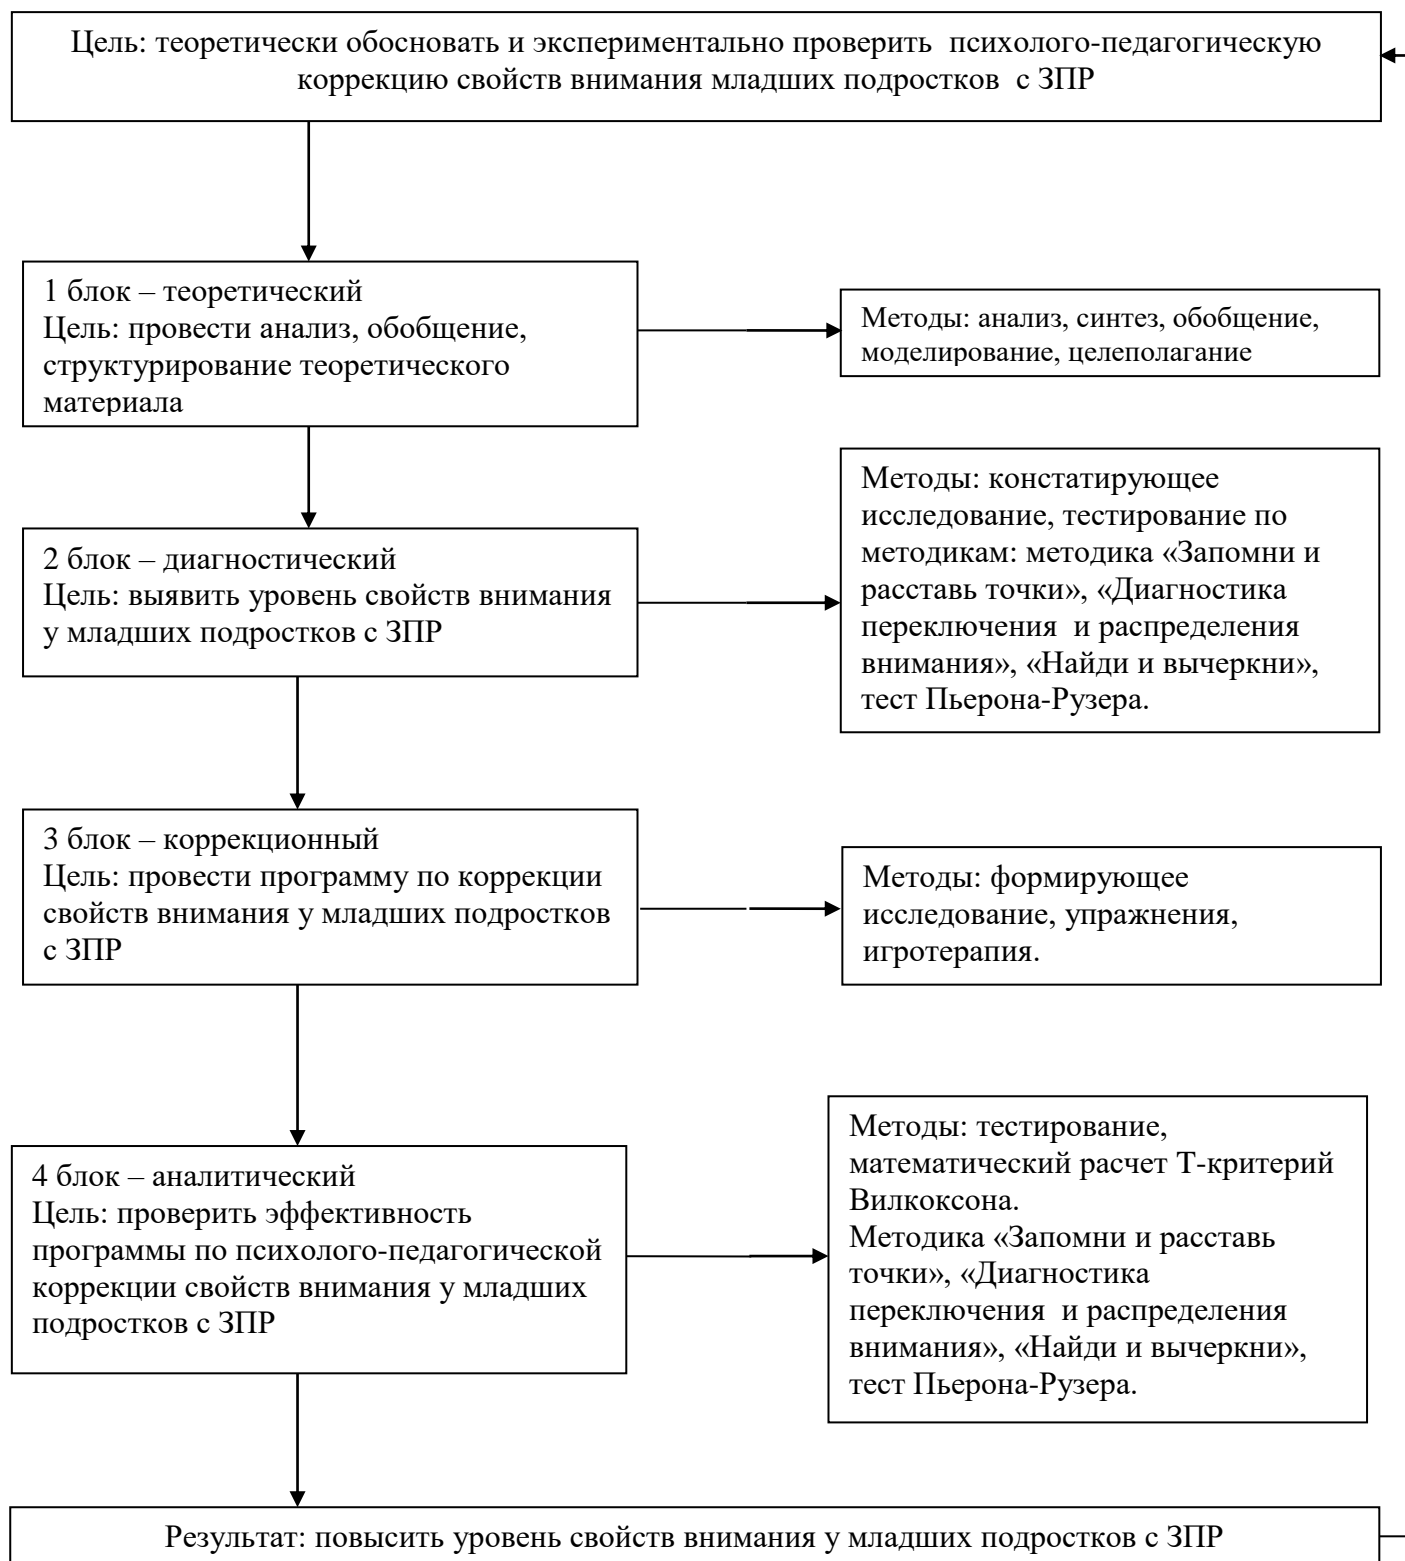 Цель: теоретически обосновать и экспериментально проверить  психолого-педагогическую
коррекцию свойств внимания младших подростков  с ЗПР
1 блок – теоретический
Цель: провести анализ, обобщение,
структурирование теоретического
материала
Методы: анализ, синтез, обобщение,
моделирование, целеполагание
2 блок – диагностический
Цель: выявить уровень свойств внимания
у младших подростков с ЗПР
Методы: констатирующее
исследование, тестирование по
методикам: методика «Запомни и
расставь точки», «Диагностика
переключения  и распределения
внимания», «Найди и вычеркни»,
тест Пьерона-Рузера.
3 блок – коррекционный
Цель: провести программу по коррекции
свойств внимания у младших подростков
с ЗПР
Методы: формирующее
исследование, упражнения,
игротерапия.
4 блок – аналитический
Цель: проверить эффективность
программы по психолого-педагогической
коррекции свойств внимания у младших
подростков с ЗПР
Методы: тестирование,
математический расчет Т-критерий
Вилкоксона.
Методика «Запомни и расставь
точки», «Диагностика
переключения  и распределения
внимания», «Найди и вычеркни»,
тест Пьерона-Рузера.
Результат: повысить уровень свойств внимания у младших подростков с ЗПР